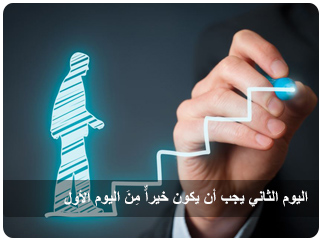 اليوم الثاني يجب أن يكون خيراً مِنَ اليوم الأول